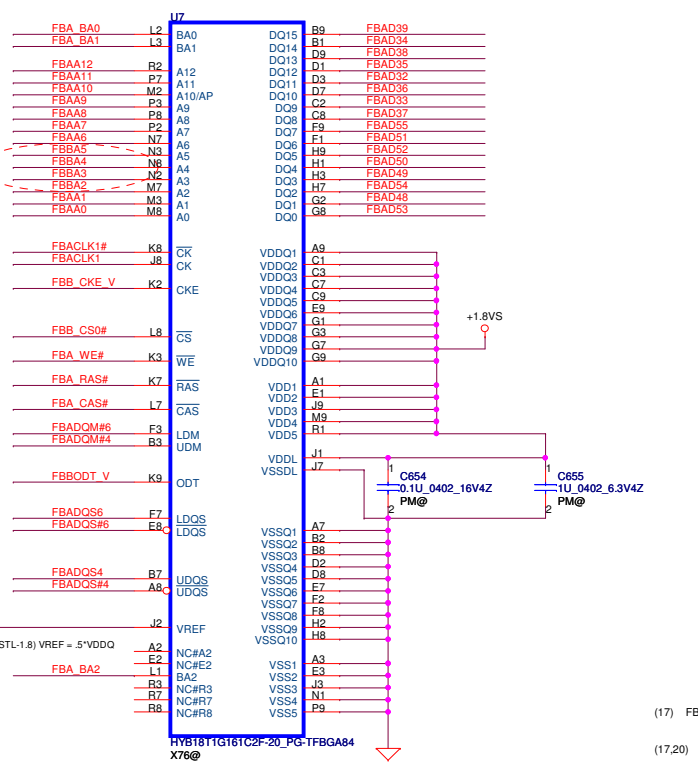 U7
FBA_BA0 L2 BA0 DQ15 B9 FBAD39
FBA_BA1 L3 BA1 DQ14 B1 FBAD34
DQ13 D9 FBAD38
FBAA12 R2 A12 DQ12 D1 FBAD35
FBAA11 P7 A11 DQ11 D3 FBAD32
FBAA10 M2 A10/AP DQ10 D7 FBAD36
FBAA9 P3 A9 DQ9 C2 FBAD33
FBAA8 P8 A8 DQ8 C8 FBAD37
FBAA7 P2 A7 DQ7 F9 FBAD55
FBAA6 N7 A6 DQ6 F1 FBAD51
FBBA5 N3 A5 DQ5 H9 FBAD52
FBBA4 N8 A4 DQ4 H1 FBAD50
FBBA3 N2 A3 DQ3 H3 FBAD49
FBBA2 M7 A2 DQ2 H7 FBAD54
FBAA1 M3 A1 DQ1 G2 FBAD48
FBAA0 M8 A0 DQ0 G8 FBAD53
FBACLK1# K8 CK VDDQ1 A9
FBACLK1 J8 CK VDDQ2 C1
VDDQ3 C3
FBB_CKE_V K2 CKE VDDQ4 C7
VDDQ5 C9
VDDQ6 E9
VDDQ7 G1
+1.8VS
FBB_CS0# L8 CS VDDQ8 G3
VDDQ9 G7
FBA_WE# K3 WE VDDQ10 G9
FBA_RAS# K7 RAS VDD1 A1
VDD2 E1
FBA_CAS# L7 CAS VDD3 J9
VDD4 M9
FBADQM#6 F3 LDM VDD5 R1
FBADQM#4 B3 UDM
VDDL J1
VSSDL J7
FBBODT_V K9 ODT
1 C654 1 C655
0.1U_0402_16V4Z 1U_0402_6.3V4Z
PM@ PM@
2 2
FBADQS6 F7 LDQS
FBADQS#6 E8 LDQS VSSQ1 A7
VSSQ2 B2
VSSQ3 B8
VSSQ4 D2
FBADQS4 B7 UDQS VSSQ5 D8
FBADQS#4 A8 UDQS VSSQ6 E7
VSSQ7 F2
VSSQ8 F8
J2 VREF VSSQ9 H2
STL-1.8) VREF = .5*VDDQ VSSQ10 H8
A2 NC#A2
E2 NC#E2 VSS1 A3
FBA_BA2 L1 BA2 VSS2 E3
R3 NC#R3 VSS3 J3
R7 NC#R7 VSS4 N1
R8 NC#R8 VSS5 P9
(17) FB
HYB18T1G161C2F-20_PG-TFBGA84
X76@
(17,20)